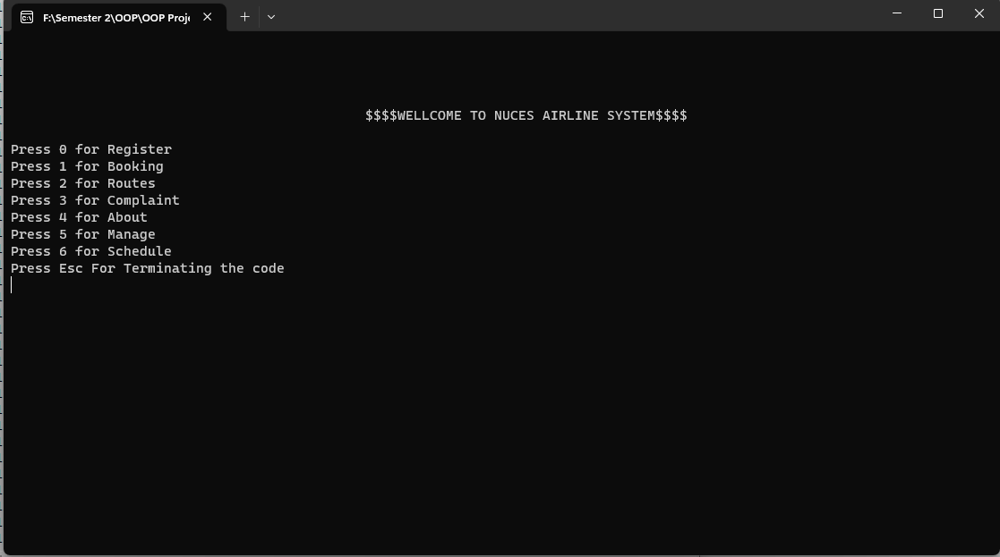 F:\Semester 2\OOP\OOP Proj
$$$$WELLCOME TO NUCES AIRLINE SYSTEM$$$$
Press 0 for Register
Press 1 for Booking
Press 2 for Routes
Press 3 for Complaint
Press 4 for About
Press 5 for Manage
Press 6 for Schedule
Press Esc For Terminating the code